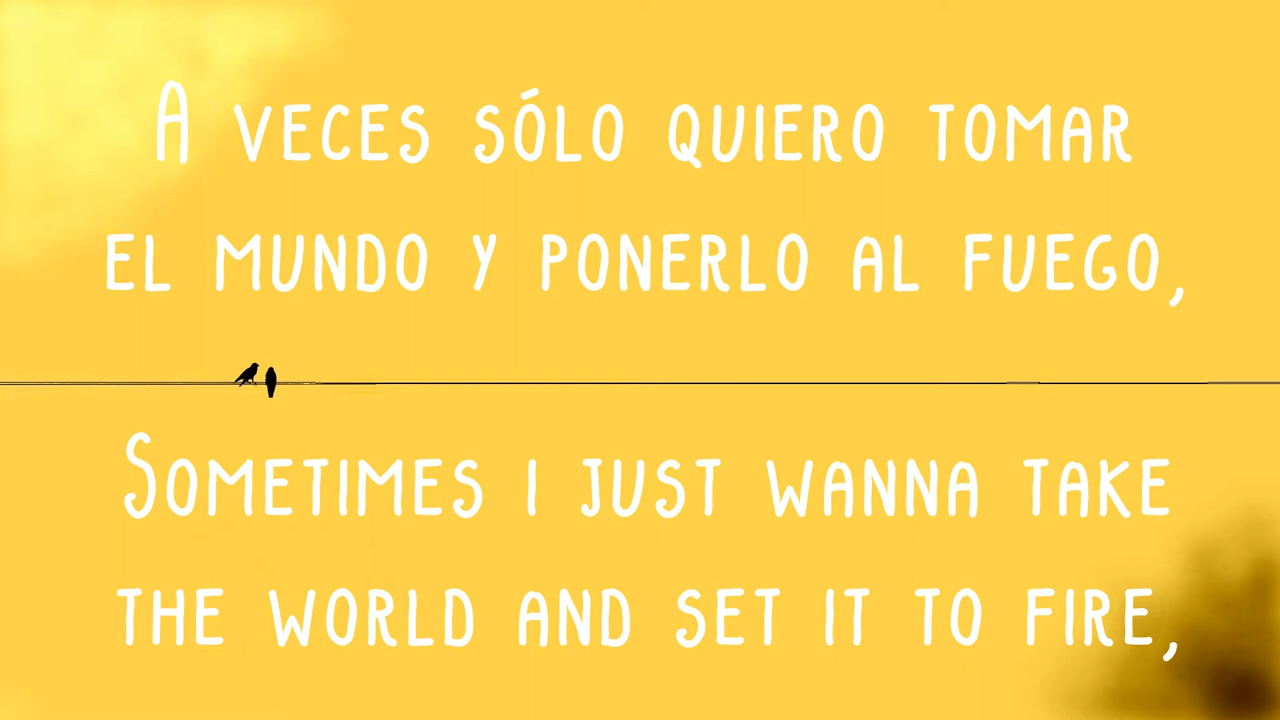 A VECES SÓLO QUIERO TOMAR
EL MUNDO Y PONERLO AL FUEGO,
SOMETIMES I JUST WANNA TAKE
THE WORLD AND SET IT TO FIRE,